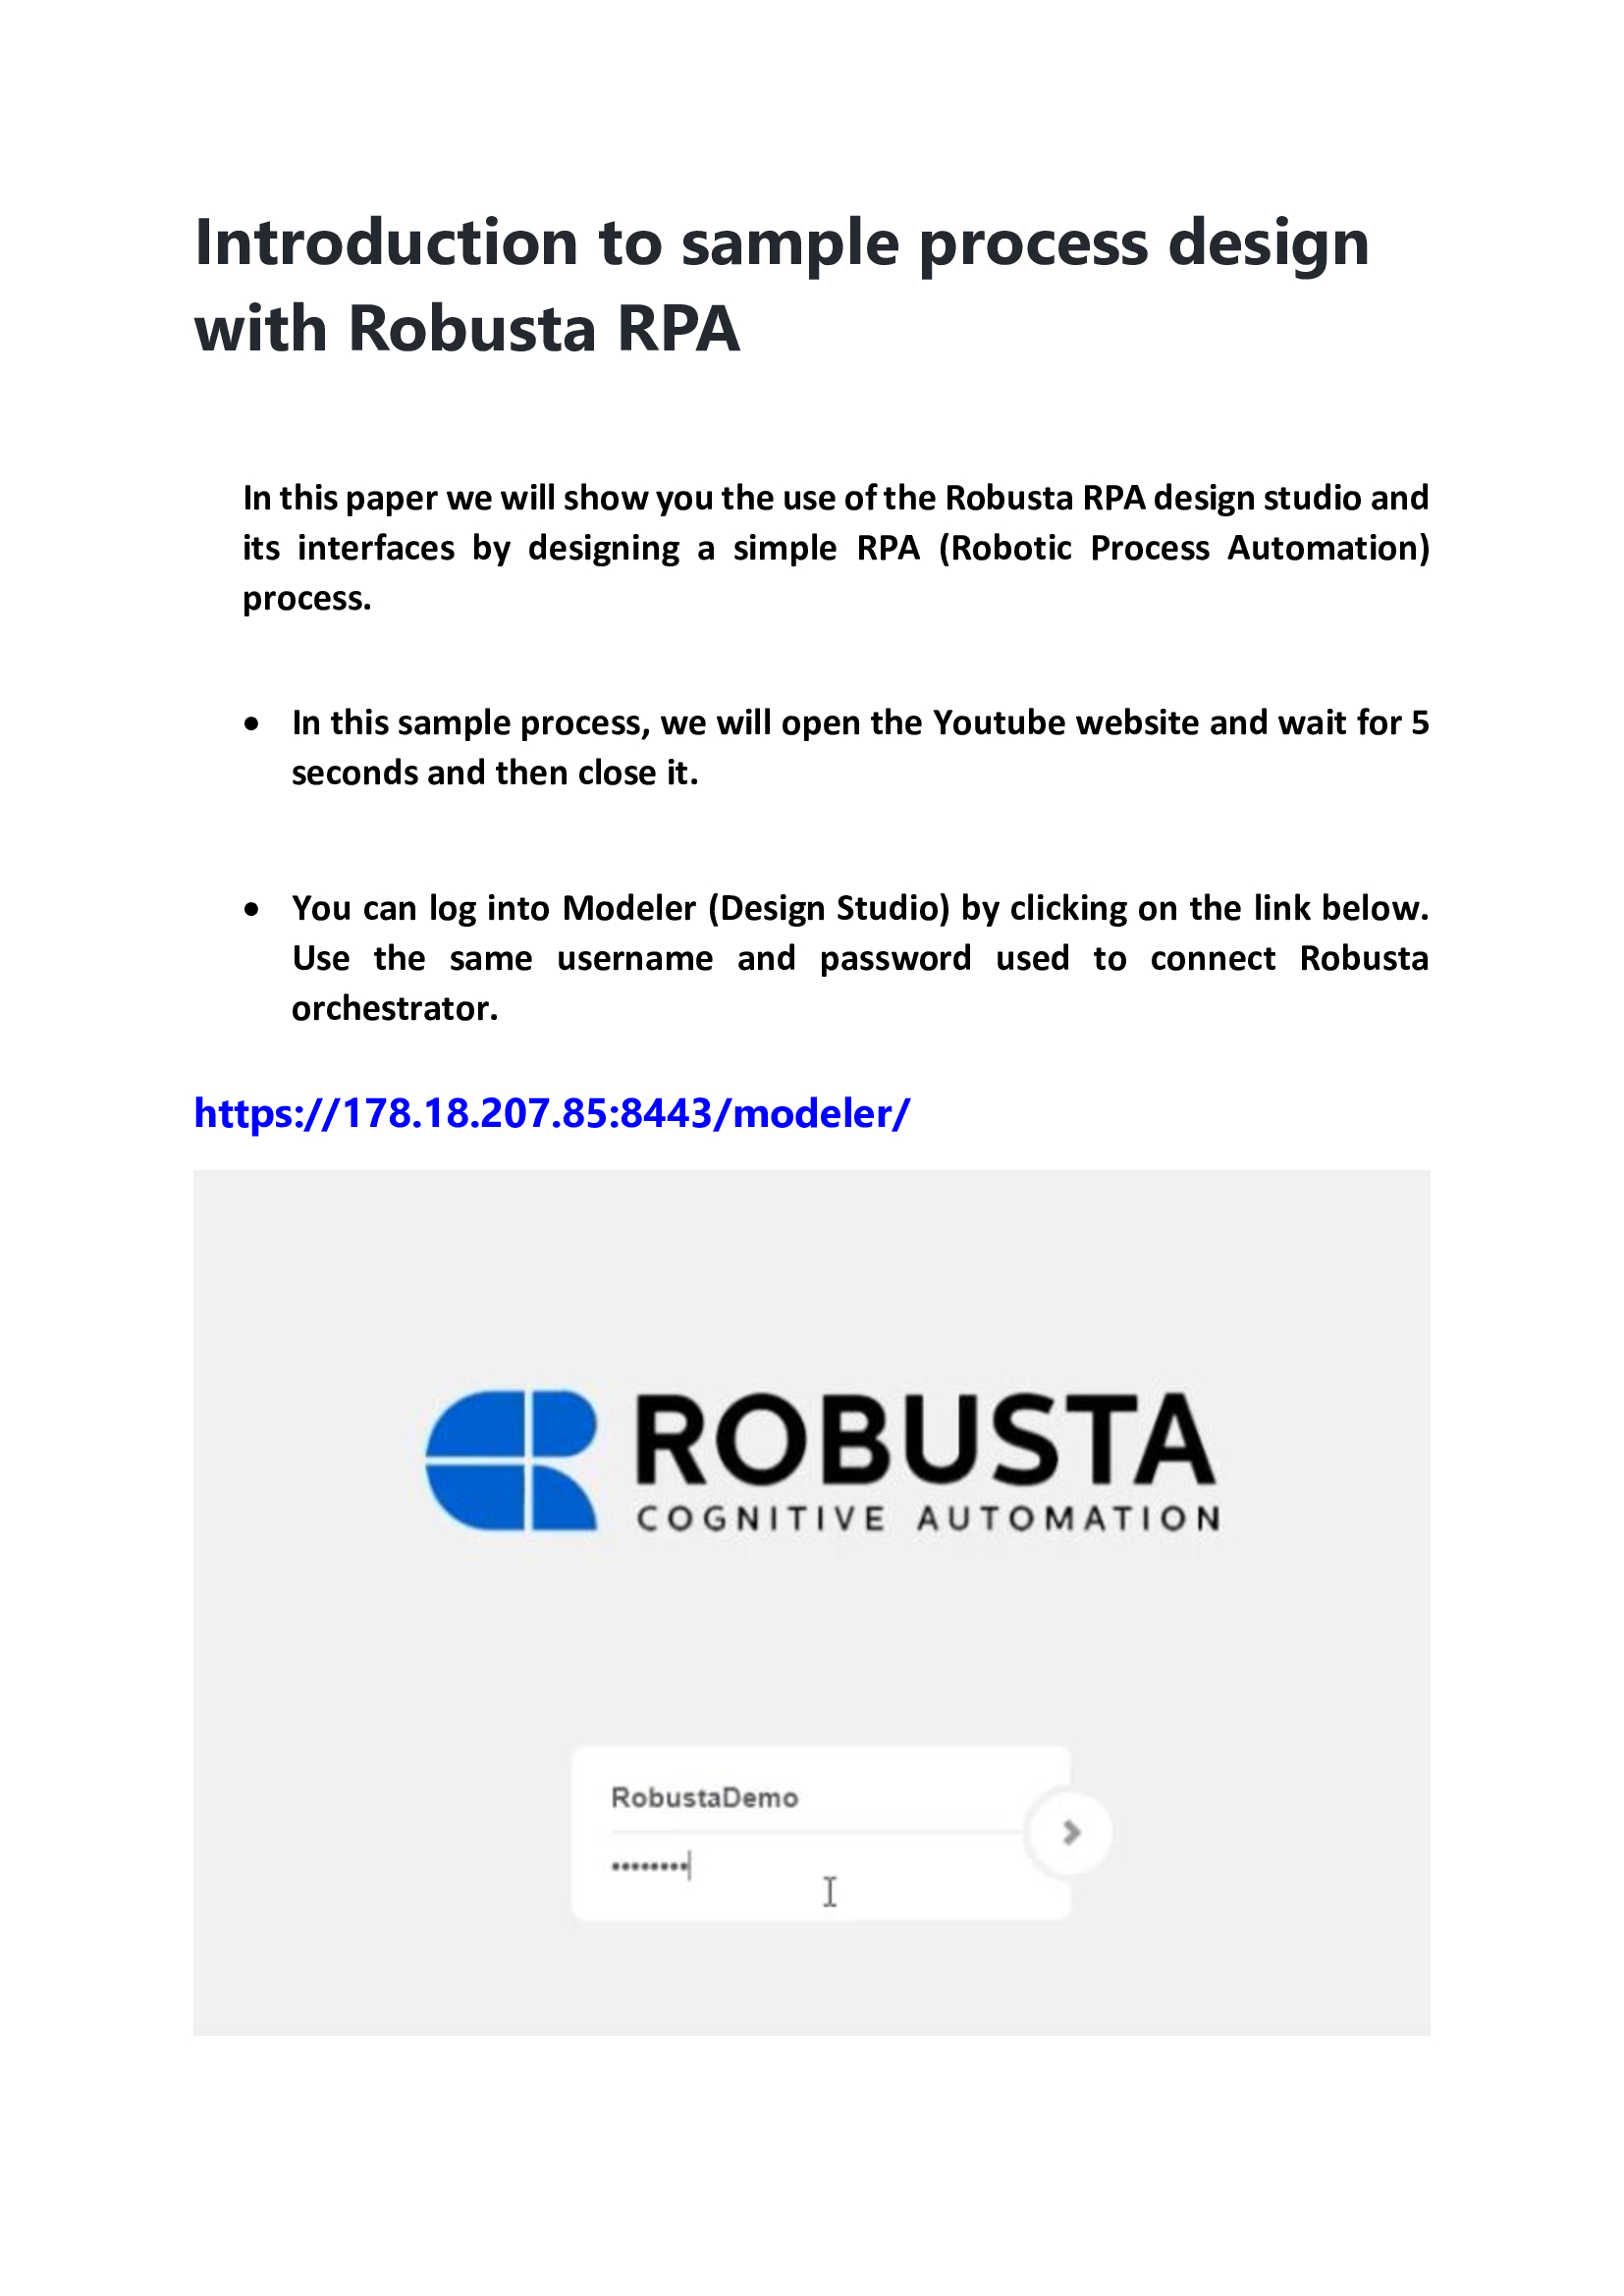 Introduction to sample process design
with Robusta RPA
In this paper we will show you the use of the Robusta RPA design studio and
its interfaces by designing a simple RPA (Robotic Process Automation)
process.
• In this sample process, we will open the Youtube website and wait for 5
seconds and then close it.
• You can log into Modeler (Design Studio) by clicking on the link below.
Use the same username and password used to connect Robusta
orchestrator.
https://178.18.207.85:8443/modeler/
ROBUSTA
COGNITIVE AUTOMATION
RobustaDemo
••••••••